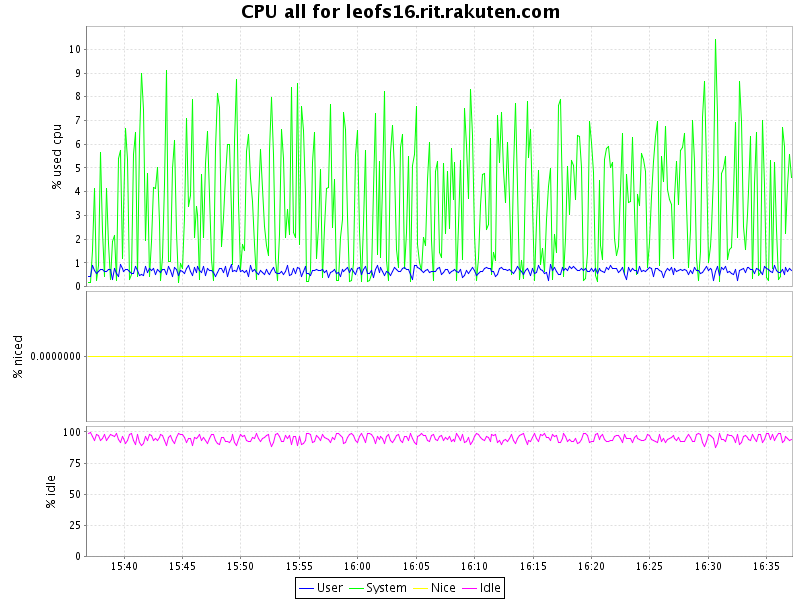 CPU all for leofs16.rit.rakuten.com
% used cpu
10
9
8
7
6
5
4
3
2
1
0
% niced
0.0000000
% idle
100
75
50
25
0
15:40 15:45 15:50 15:55 16:00 16:05 16:10 16:15 16:20 16:25 16:30 16:35
User System Nice Idle